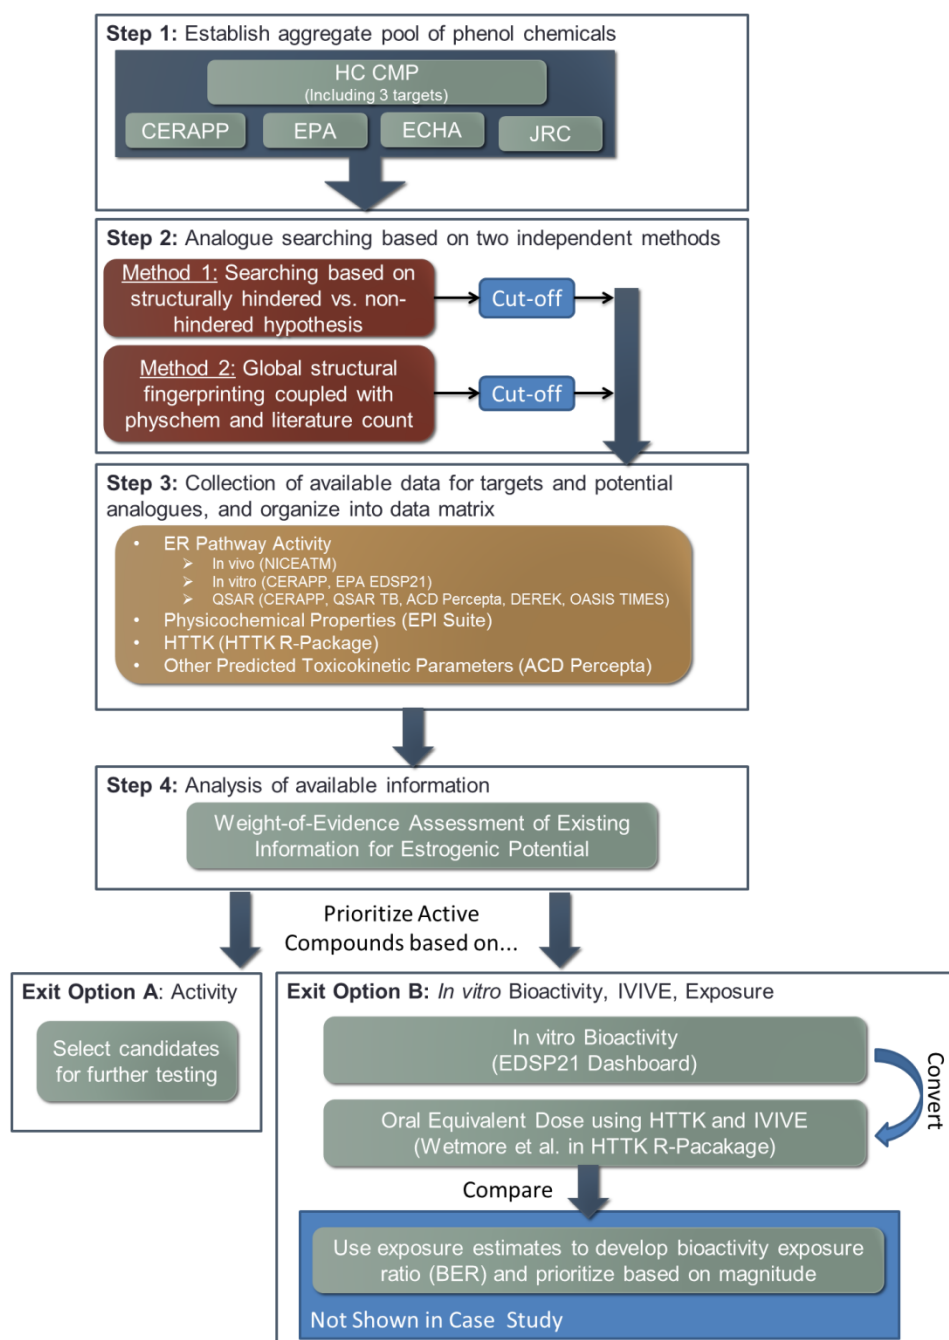 Step 1: Establish aggregate pool of phenol chemicals
HC CMP
(Including 3 targets)
CERAPP
EPA
ECHA
JRC
Step 2: Analogue searching based on two independent methods
Method 1: Searching based on
structurally hindered vs. non-
hindered hypothesis
Cut-off
Method 2: Global structural
fingerprinting coupled with
physchem and literature count
Cut-off
Step 3: Collection of available data for targets and potential
analogues, and organize into data matrix
• ER Pathway Activity
➢ In vivo (NICEATM)
➢ In vitro (CERAPP, EPA EDSP21)
➢ QSAR (CERAPP, QSAR TB, ACD Percepta, DEREK, OASIS TIMES)
• Physicochemical Properties (EPI Suite)
• HTTK (HTTK R-Package)
• Other Predicted Toxicokinetic Parameters (ACD Percepta)
Step 4: Analysis of available information
Weight-of-Evidence Assessment of Existing
Information for Estrogenic Potential
Prioritize Active
Compounds based on...
Exit Option A: Activity
Select candidates
for further testing
Exit Option B: In vitro Bioactivity, IVIVE, Exposure
In vitro Bioactivity
(EDSP21 Dashboard)
Convert
Oral Equivalent Dose using HTTK and IVIVE
(Wetmore et al. in HTTK R-Pacakage)
Compare
Use exposure estimates to develop bioactivity exposure
ratio (BER) and prioritize based on magnitude
Not Shown in Case Study